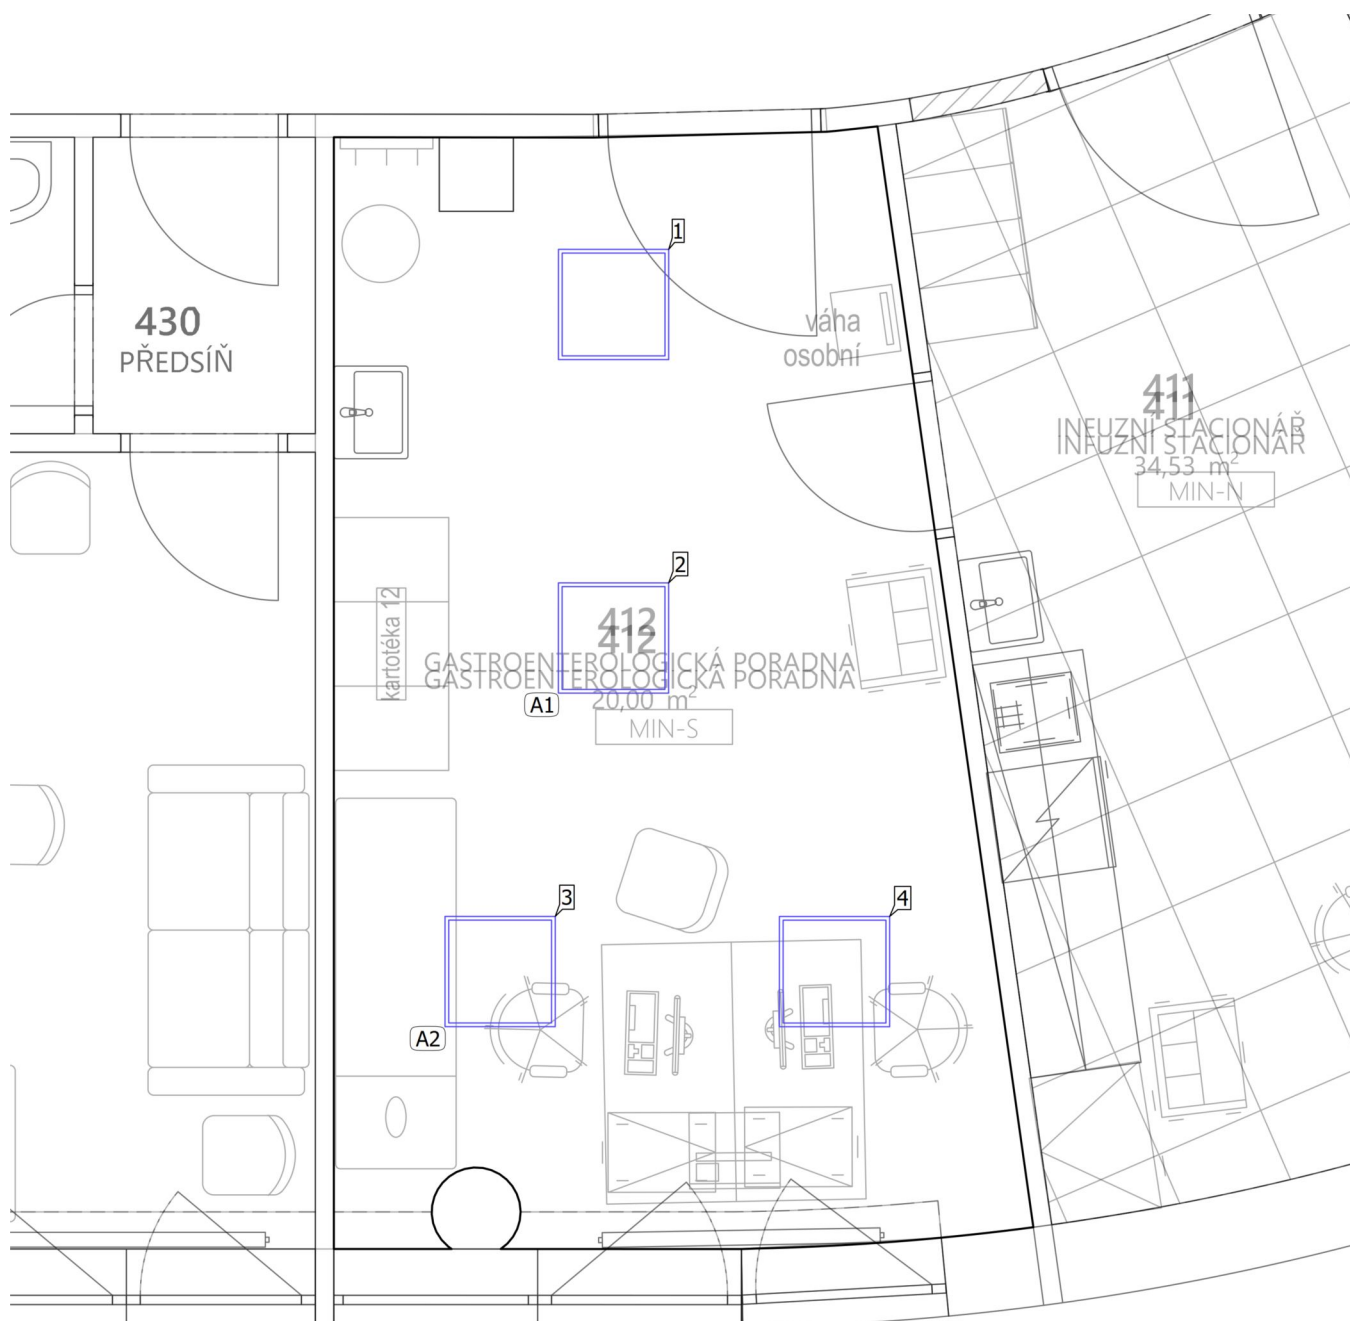 1
430
PŘEDSÍŇ
váha
osobní
411
411
INFUZNÍ STACIONÁŘ
INFUZNÍ STACIONÁŘ
34,53 m²
MIN-N
2
kartotéka 12
412
412
GASTROENTEROLOGICKÁ PORADNA
GASTROENTEROLOGICKÁ PORADNA
A1
20,00 m²
MIN-S
3
4
A2